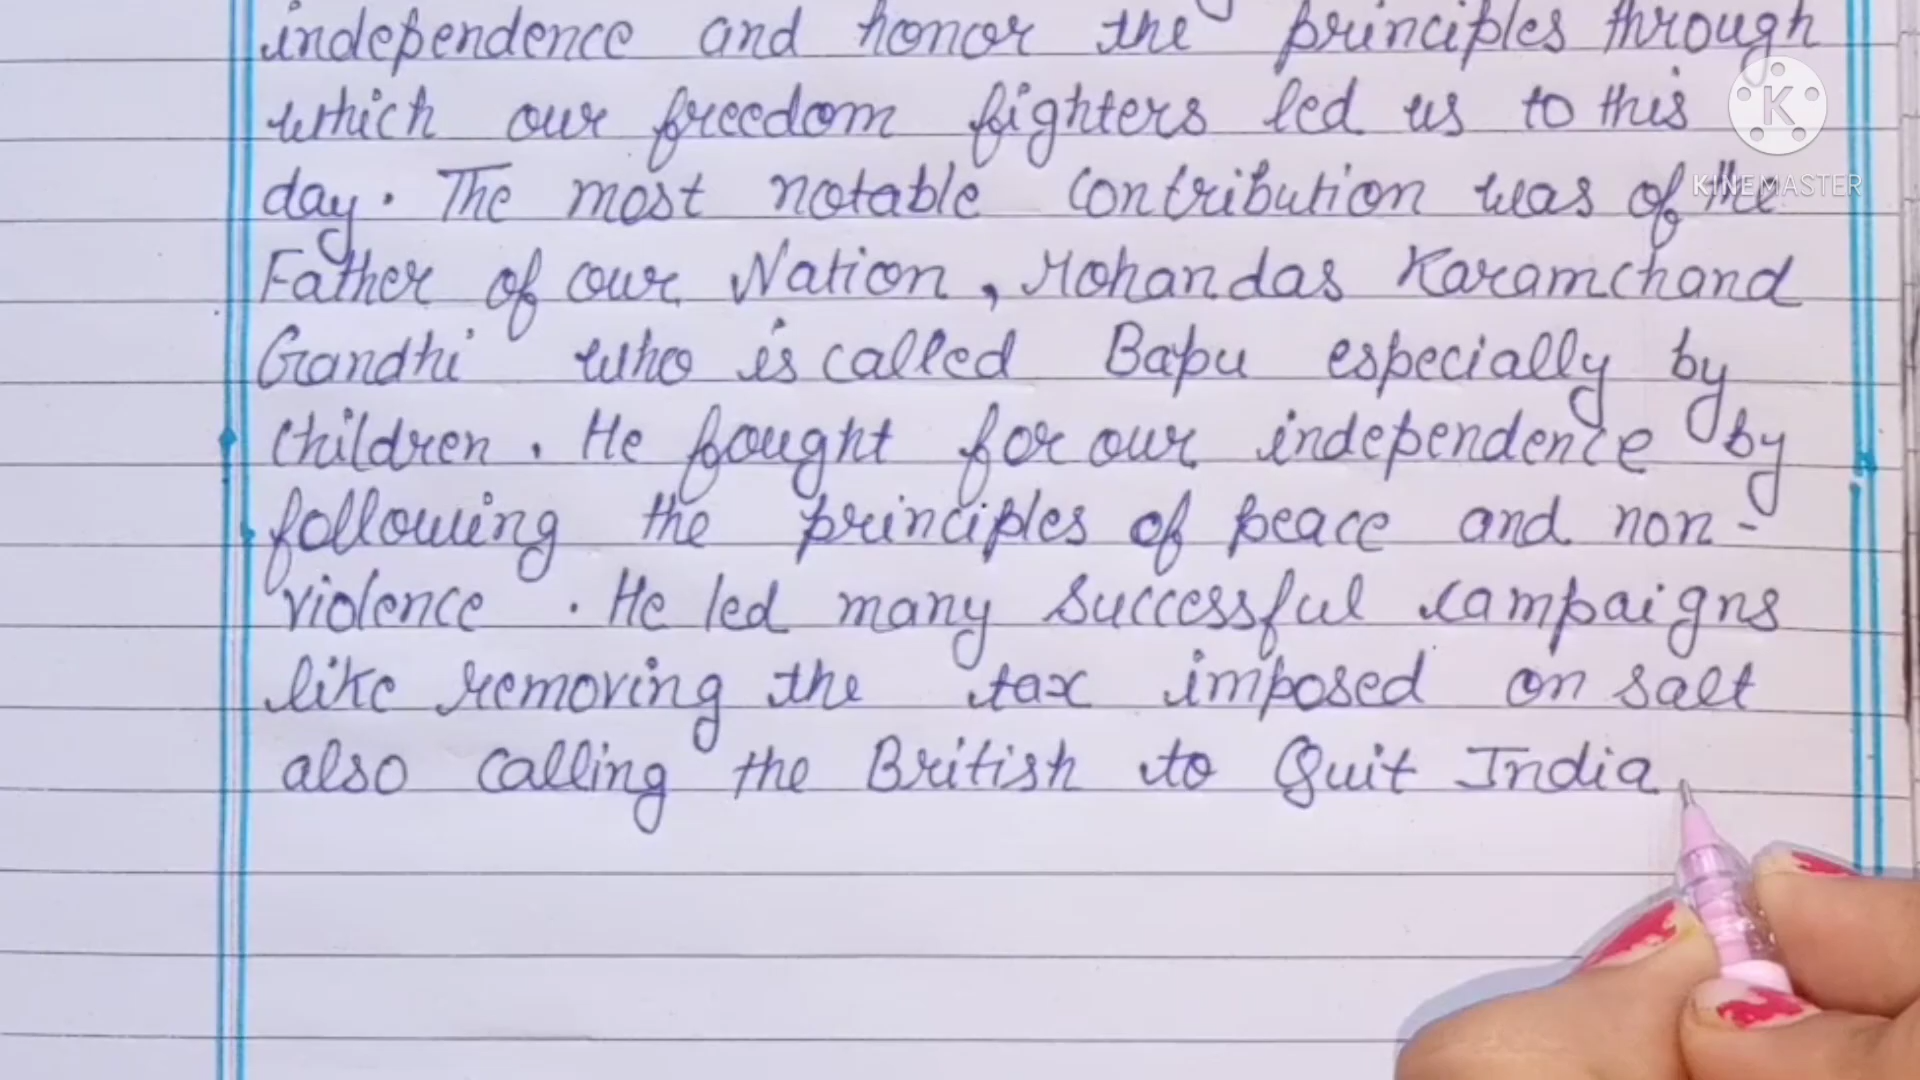 independence and honor the principles through
which our freedom fighters led us to this
day. The most notable contribution was of the
Father of our Nation, Mohandas Karamchand
Gandhi who is called Bapu especially by
children. He fought for our independence by
following the principles of peace and non-
violence. He led many successful campaigns
like removing the tax imposed on salt
also calling the British to Quit India
K
KINEMASTER